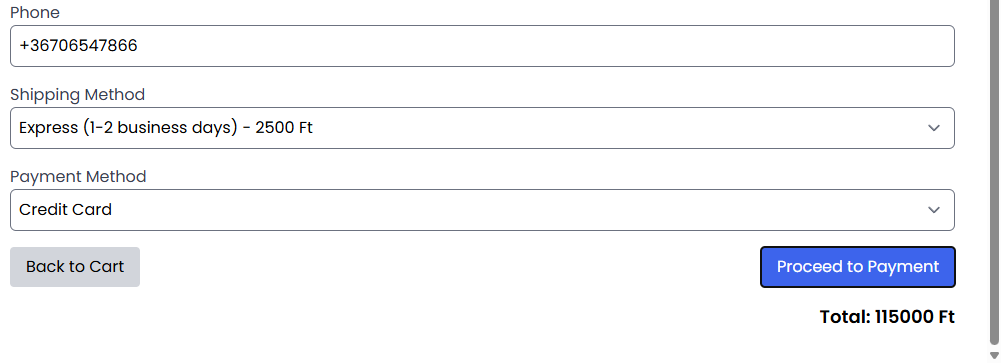 Phone
+36706547866
Shipping Method
Express (1-2 business days) - 2500 Ft
Payment Method
Credit Card
Back to Cart
Proceed to Payment
Total: 115000 Ft